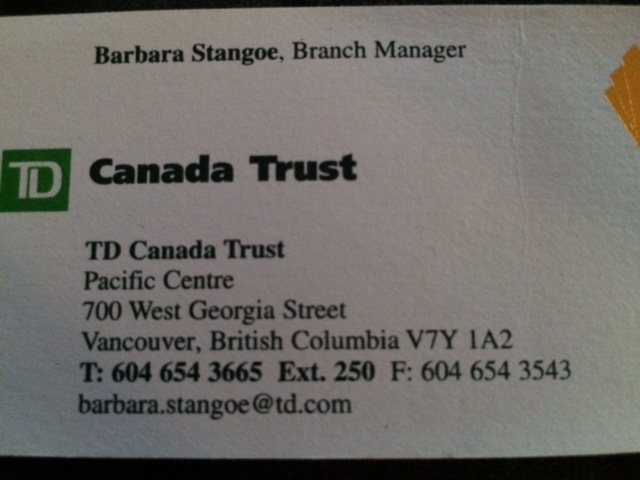 Barbara Stangoe, Branch Manager
TD Canada Trust
TD Canada Trust
Pacific Centre
700 West Georgia Street
Vancouver, British Columbia V7Y 1A2
T: 604 654 3665 Ext. 250 F: 604 654 3543
barbara.stangoe@td.com